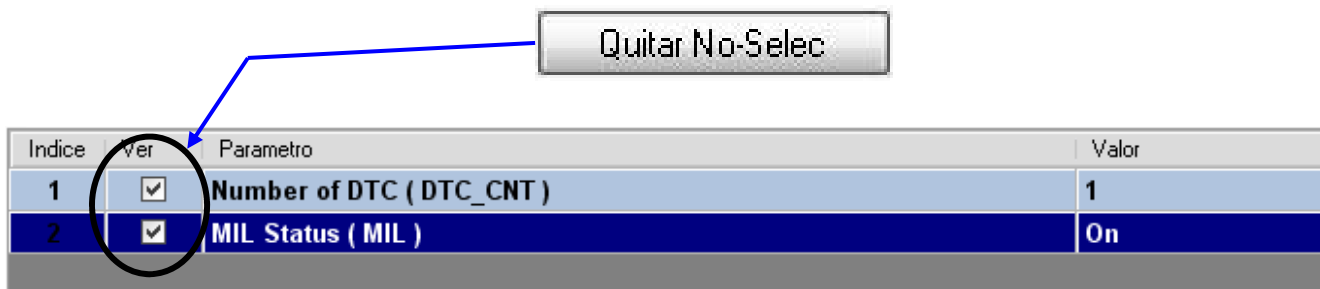 Quitar No-Selec
Indice Ver Parametro Valor
1 Number of DTC ( DTC_CNT ) 1
2 MIL Status ( MIL ) On